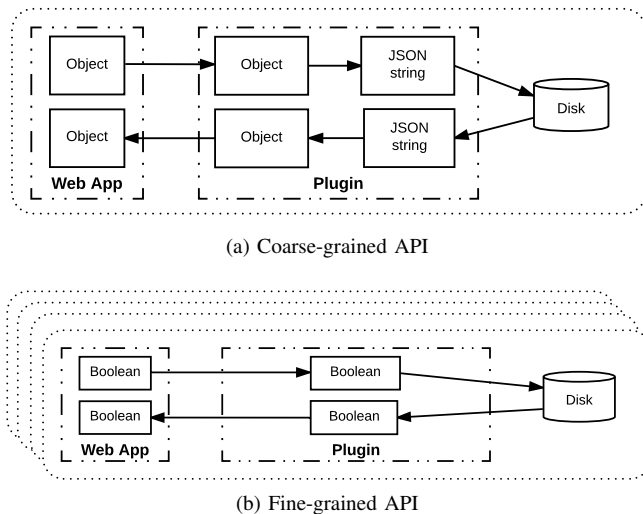 Object
Object
JSON
string
Disk
Object
Object
JSON
string
Web App
Plugin
(a) Coarse-grained API
Boolean
Boolean
Disk
Boolean
Boolean
Web App
Plugin
(b) Fine-grained API